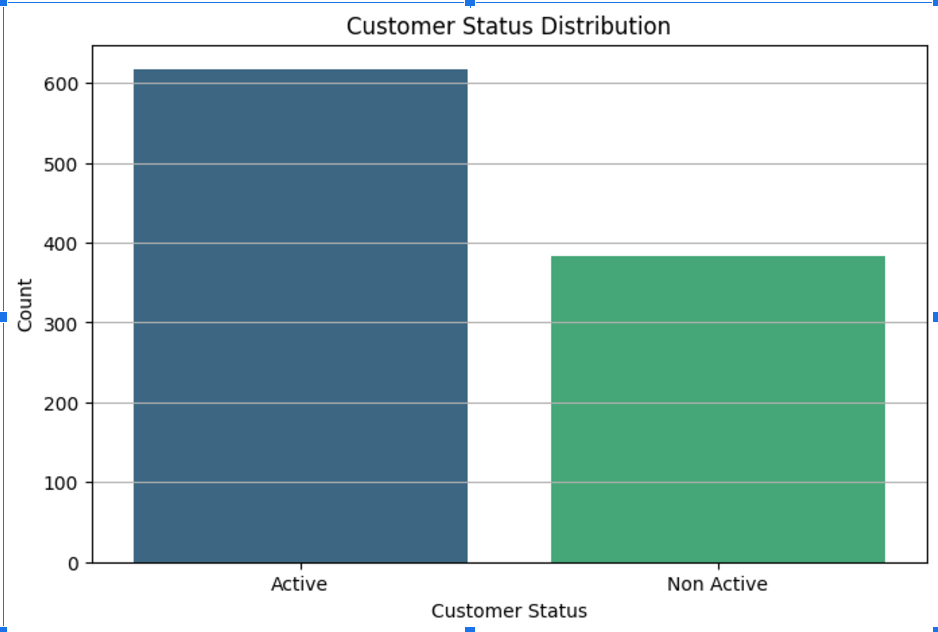 Customer Status Distribution
600
500
400
300
200
100
0
Count
Active Non Active
Customer Status